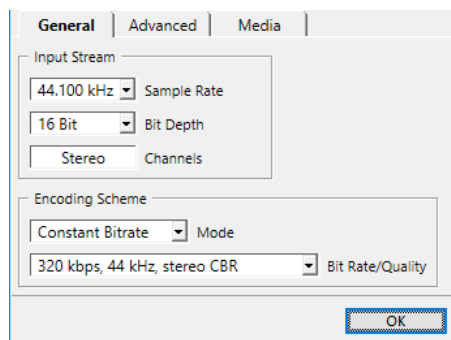 General Advanced Media
Input Stream
44.100 kHz Sample Rate
16 Bit Bit Depth
Stereo Channels
Encoding Scheme
Constant Bitrate Mode
320 kbps, 44 kHz, stereo CBR Bit Rate/Quality
OK